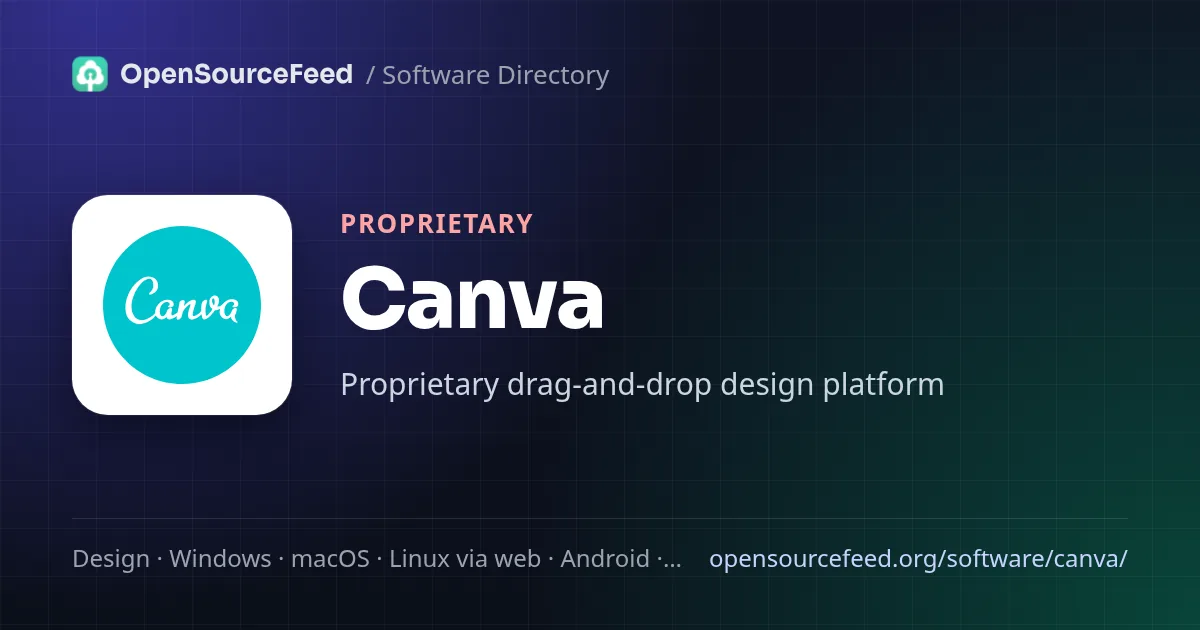 OpenSourceFeed / Software Directory
Canva
PROPRIETARY
Canva
Proprietary drag-and-drop design platform
Design · Windows · macOS · Linux via web · Android ·... opensourcefeed.org/software/canva/